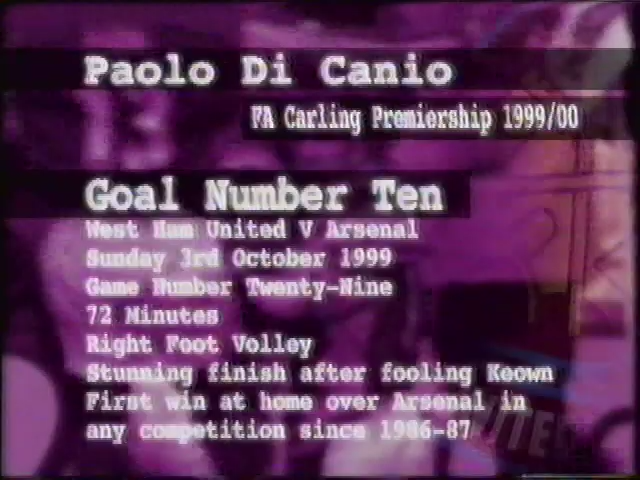 Paolo Di Canio
FA Carling Premiership 1999/00
Goal Number Ten
West Ham United V Arsenal
Sunday 3rd October 1999
Game Number Twenty-Nine
72 Minutes
Right Foot Volley
Stunning finish after fooling Keown
First win at home over Arsenal in
any competition since 1986-87